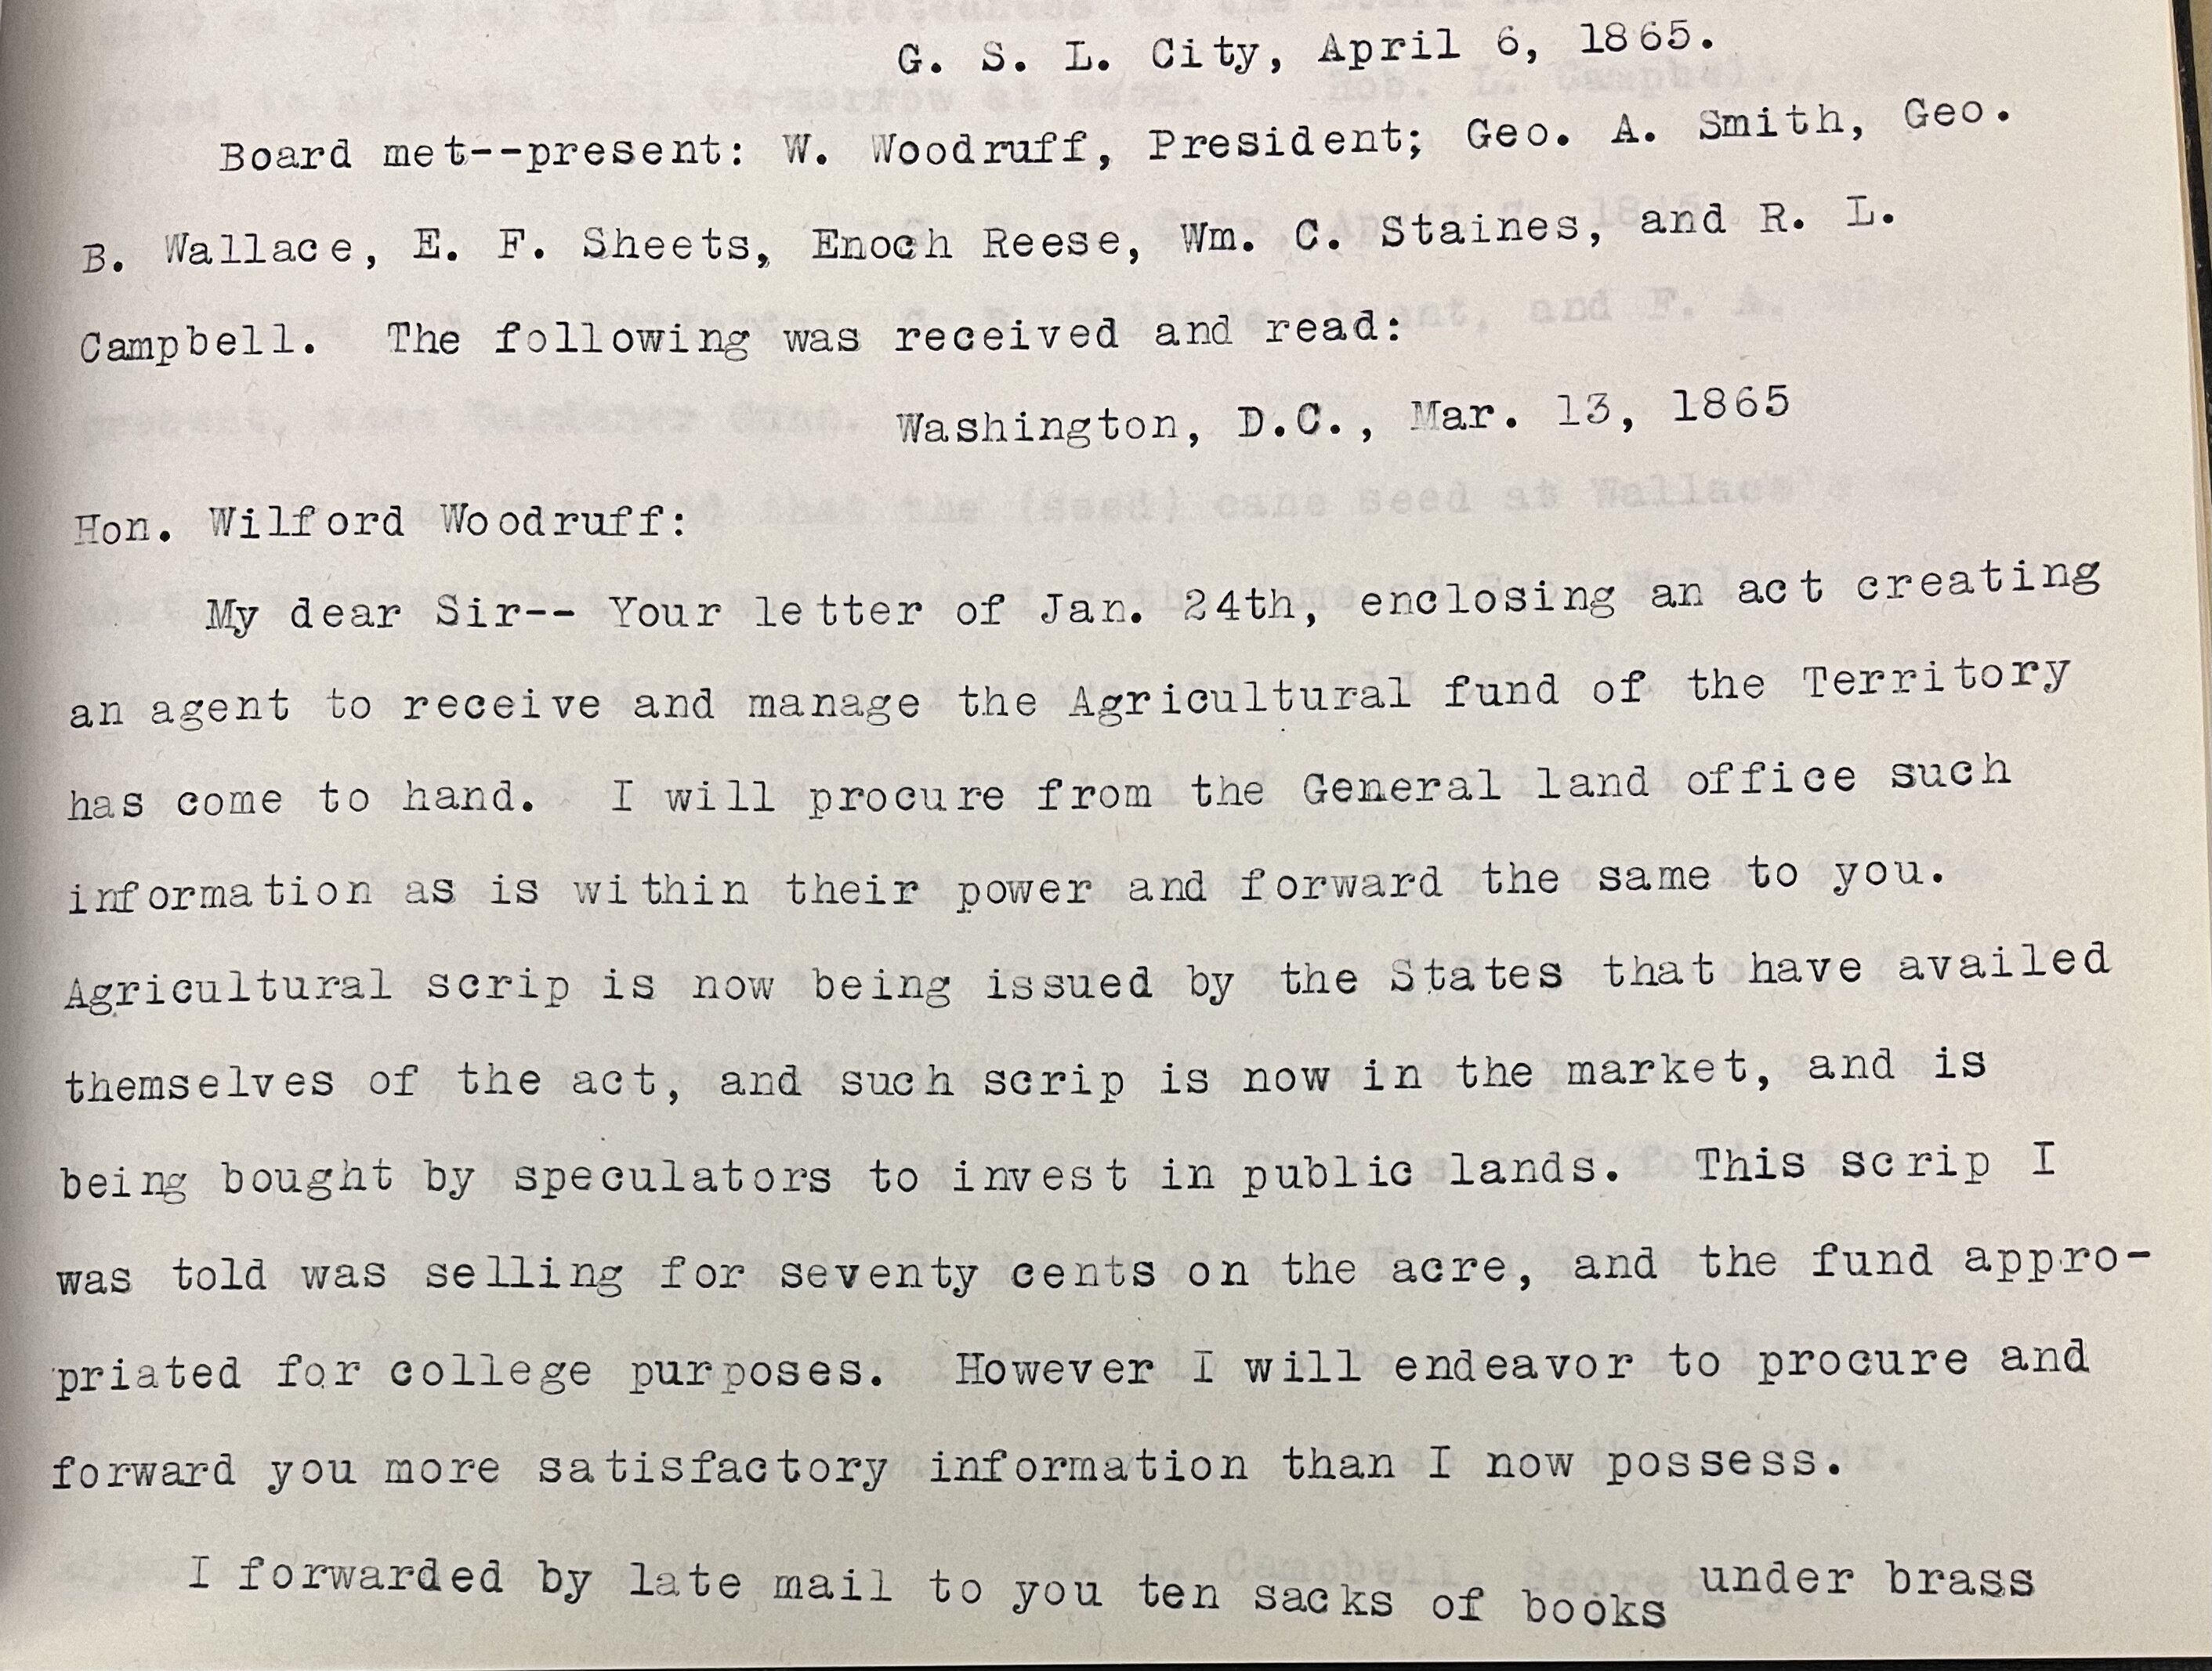 G. S. L. City, April 6, 1865.
Board met--present: W. Woodruff, President; Geo. A. Smith, Geo.
B. Wallace, E. F. Sheets, Enoch Reese, Wm. C. Staines, and R. L.
Campbell. The following was received and read:
Washington, D.C., Mar. 13, 1865
Hon. Wilford Woodruff:
My dear Sir-- Your letter of Jan. 24th, enclosing an act creating
an agent to receive and manage the Agricultural fund of the Territory
has come to hand. I will procure from the General land office such
information as is within their power and forward the same to you.
Agricultural scrip is now being issued by the States that have availed
themselves of the act, and such scrip is now in the market, and is
being bought by speculators to invest in public lands. This scrip I
was told was selling for seventy cents on the acre, and the fund appro-
priated for college purposes. However I will endeavor to procure and
forward you more satisfactory information than I now possess.
I forwarded by late mail to you ten sacks of books under brass